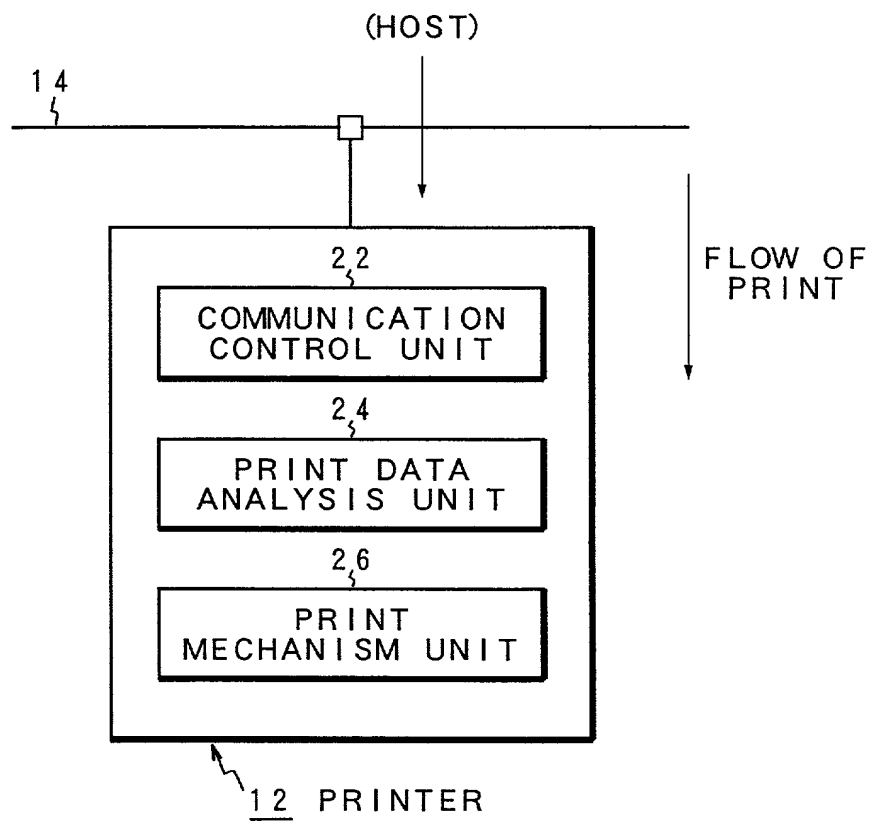 (HOST)
14
FLOW OF
PRINT
22
COMMUNICATION
CONTROL UNIT
24
PRINT DATA
ANALYSIS UNIT
26
PRINT
MECHANISM UNIT
12 PRINTER